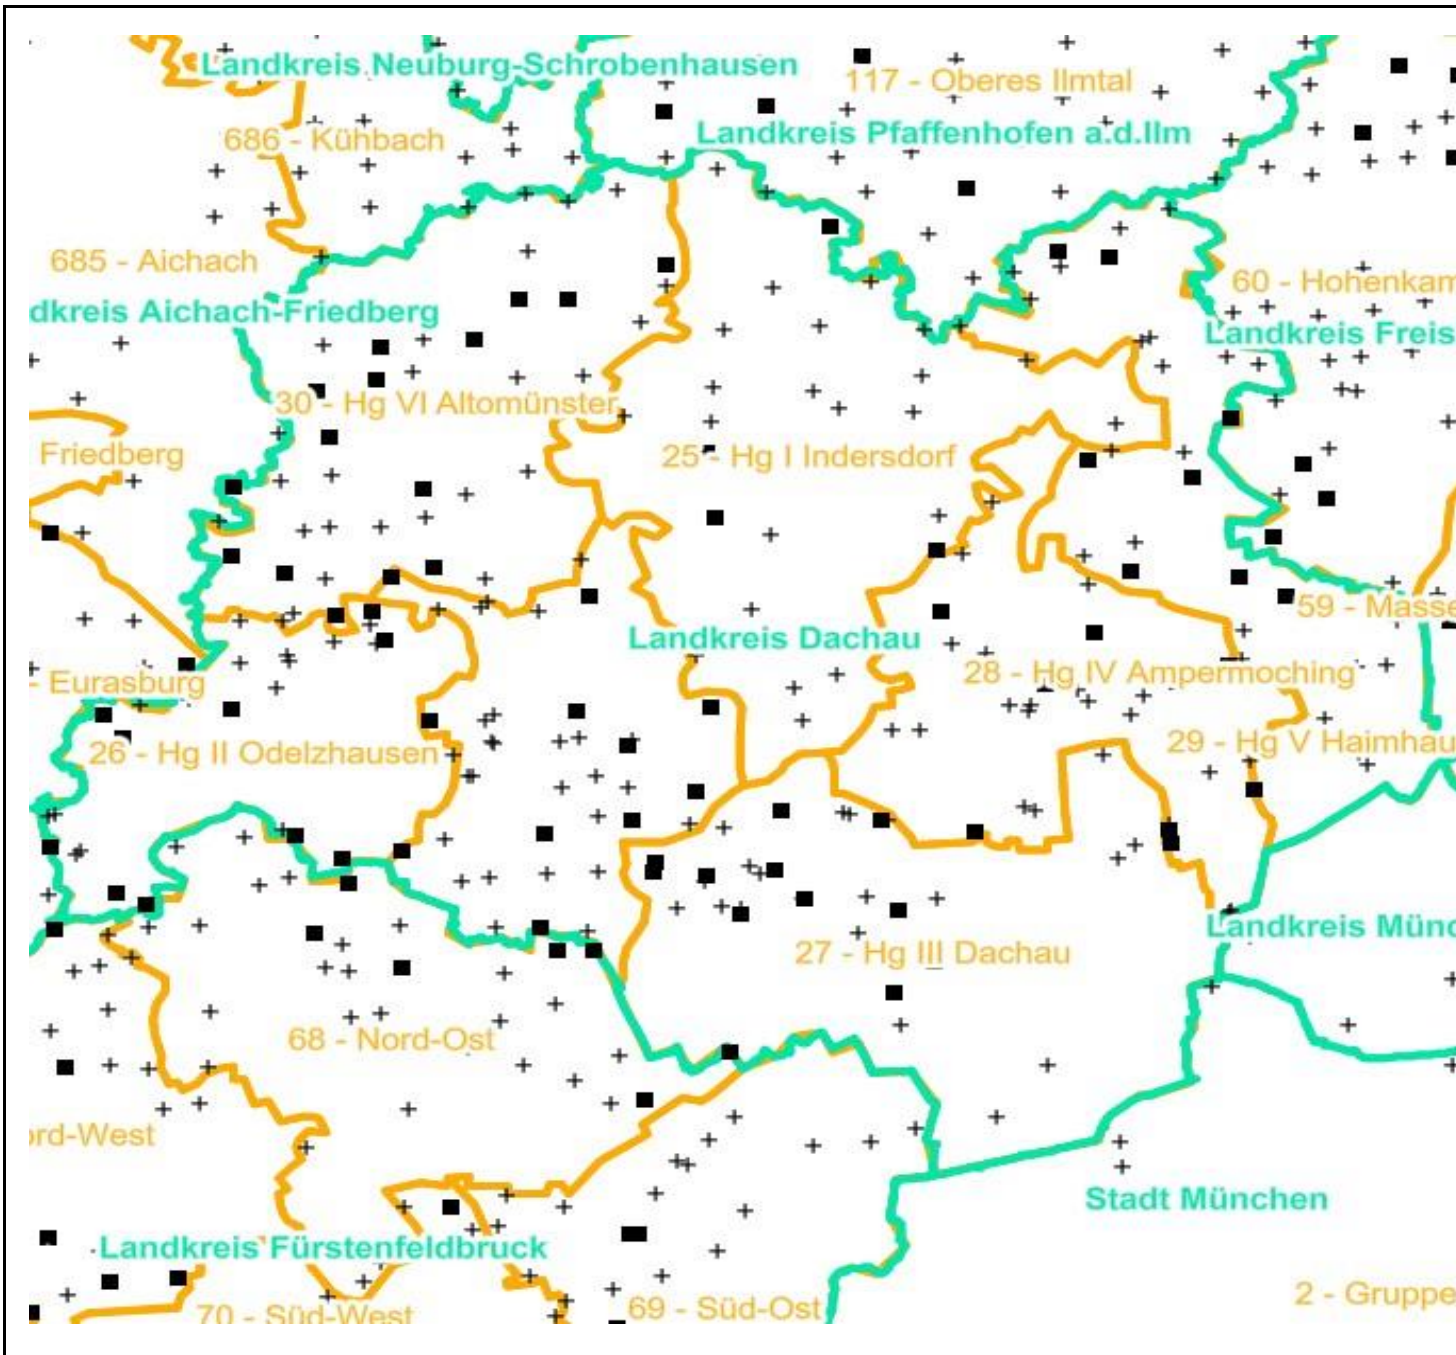 Landkreis Neuburg-Schrobenhausen
117 - Oberes Ilmtal
686 - Kühbach
Landkreis Pfaffenhofen a.d.Ilm
685 - Aichach
60 - Hohenkam
dkreis Aichach-Friedberg
Landkreis Freis
30 - Hg VI Altomünster
Friedberg
25 - Hg I Indersdorf
59 - Masse
Landkreis Dachau
28 - Hg IV Ampermoching
- Eurasburg
29 - Hg V Haimhau
26 - Hg II Odelzhausen
Landkreis Münc
27 - Hg III Dachau
68 - Nord-Ost
ord-West
Stadt München
Landkreis Fürstenfeldbruck
2 - Gruppe
69 - Süd-Ost
70 - Süd-West